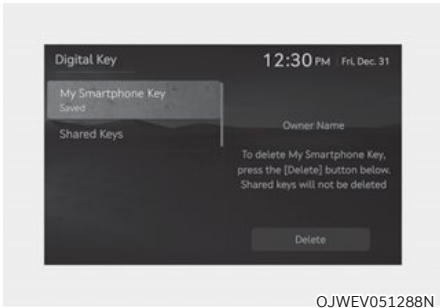 Digital Key
12:30 PM Fri, Dec. 31
My Smartphone Key
Saved
Shared Keys
Owner Name
To delete My Smartphone Key,
press the [Delete] button below.
Shared keys will not be deleted
Delete
OJWEV051288N